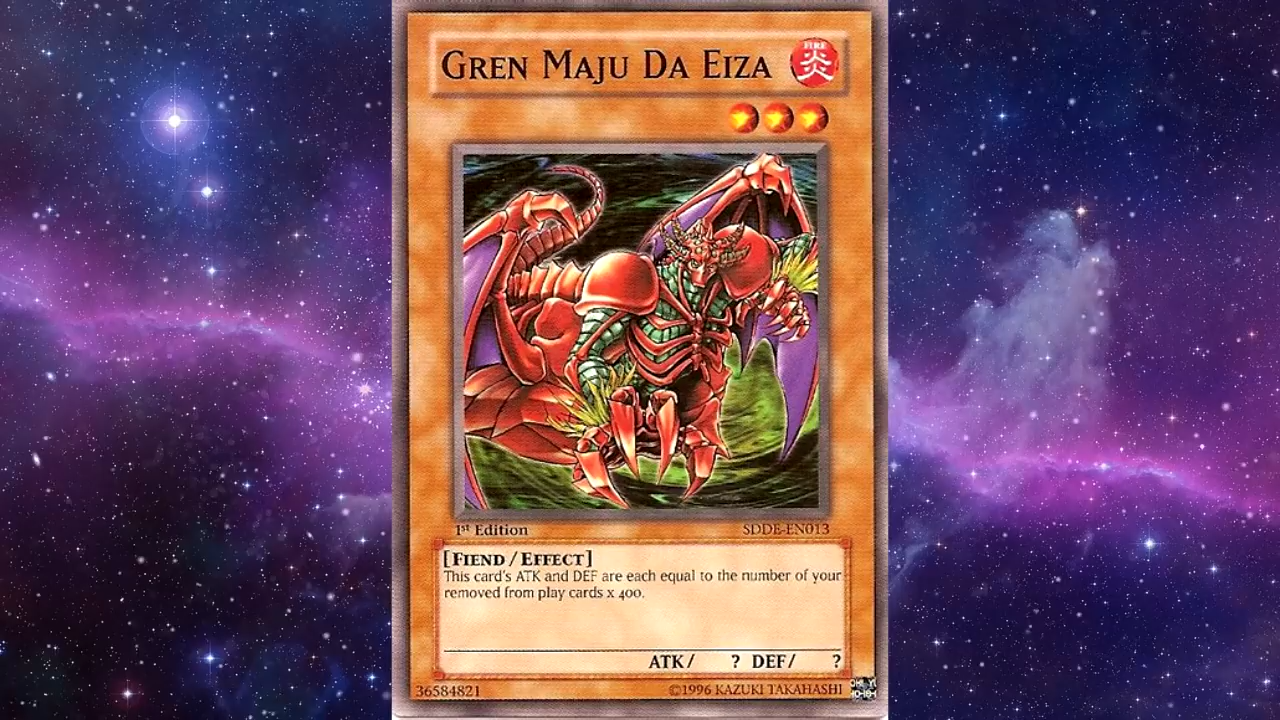 Gren Maju Da Eiza
FIRE
炎
1st Edition
SDDE-EN013
[Fiend / Effect]
This card's ATK and DEF are each equal to the number of your
removed from play cards x 400.
ATK/ ? DEF/ ?
36584821
©1996 KAZUKI TAKAHASHI